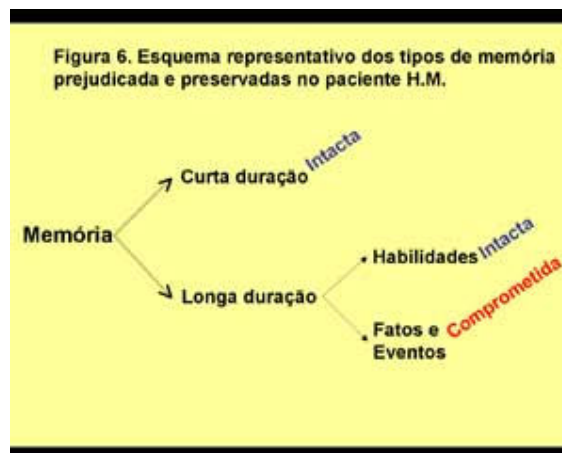 Figura 6. Esquema representativo dos tipos de memória
prejudicada e preservadas no paciente H.M.
Curta duração Intacta
Memória
Habilidades Intacta
Longa duração
Fatos e Comprometida
Eventos